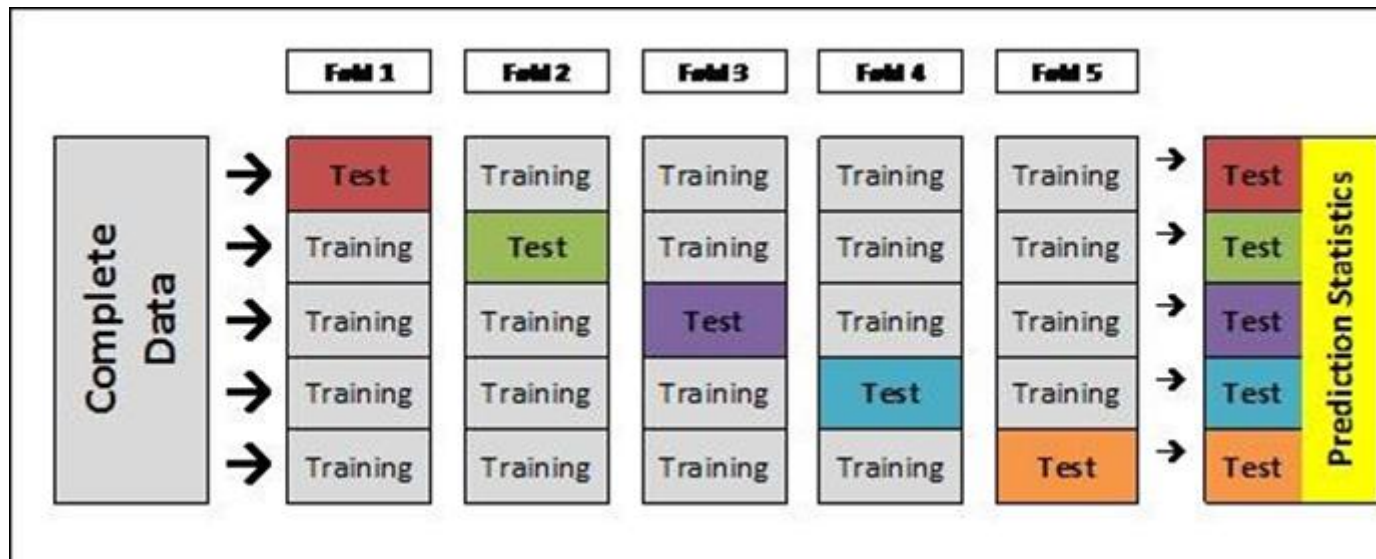 Fold 1 Fold 2 Fold 3 Fold 4 Fold 5
Complete
Data
Test Training Training Training Training Test
Training Test Training Training Training Test
Training Training Test Training Training Test
Training Training Training Test Training Test
Training Training Training Training Test Test
Prediction Statistics